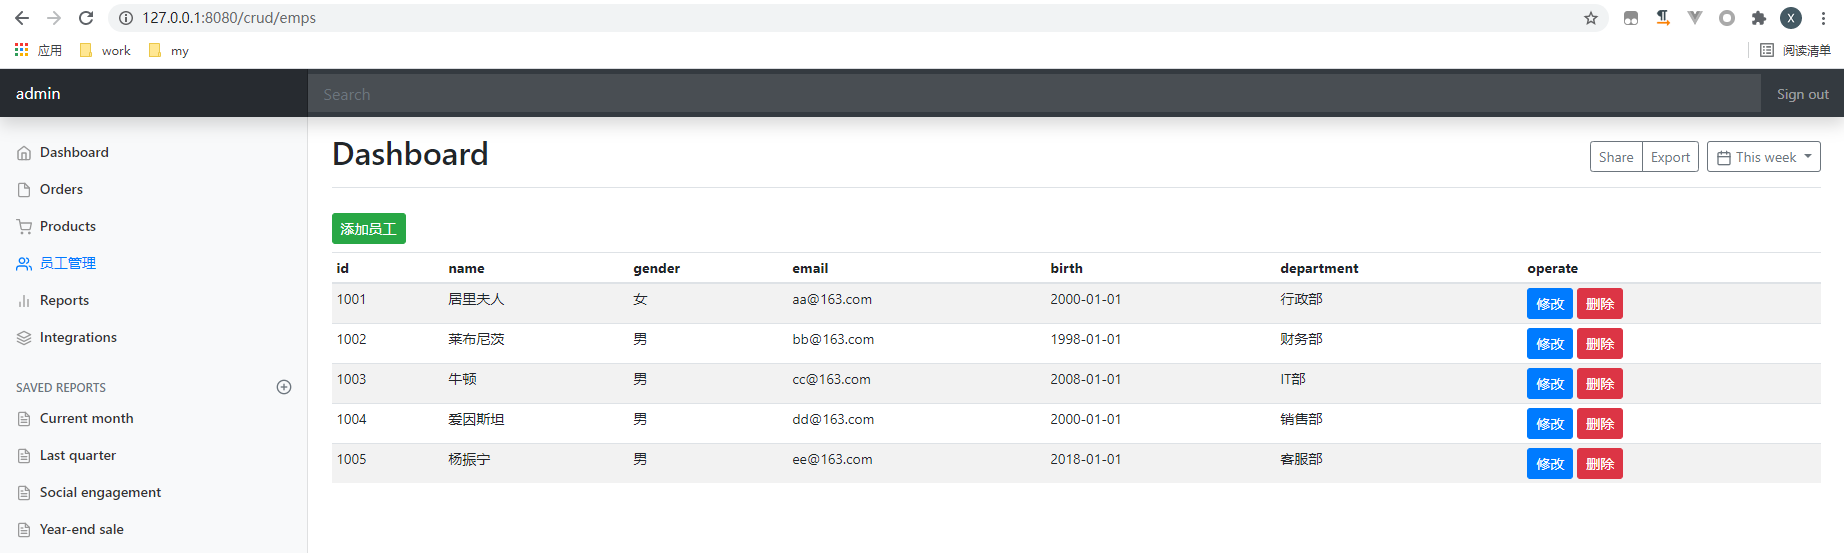 127.0.0.1:8080/crud/emps
X
应用 work my 阅读清单
admin Search Sign out
Dashboard
Orders
Products
员工管理
Reports
Integrations
SAVED REPORTS
Current month
Last quarter
Social engagement
Year-end sale
Dashboard Share Export This week
添加员工
id name gender email birth department operate
1001 居里夫人 女 aa@163.com 2000-01-01 行政部 修改 删除
1002 莱布尼茨 男 bb@163.com 1998-01-01 财务部 修改 删除
1003 牛顿 男 cc@163.com 2008-01-01 IT部 修改 删除
1004 爱因斯坦 男 dd@163.com 2000-01-01 销售部 修改 删除
1005 杨振宁 男 ee@163.com 2018-01-01 客服部 修改 删除